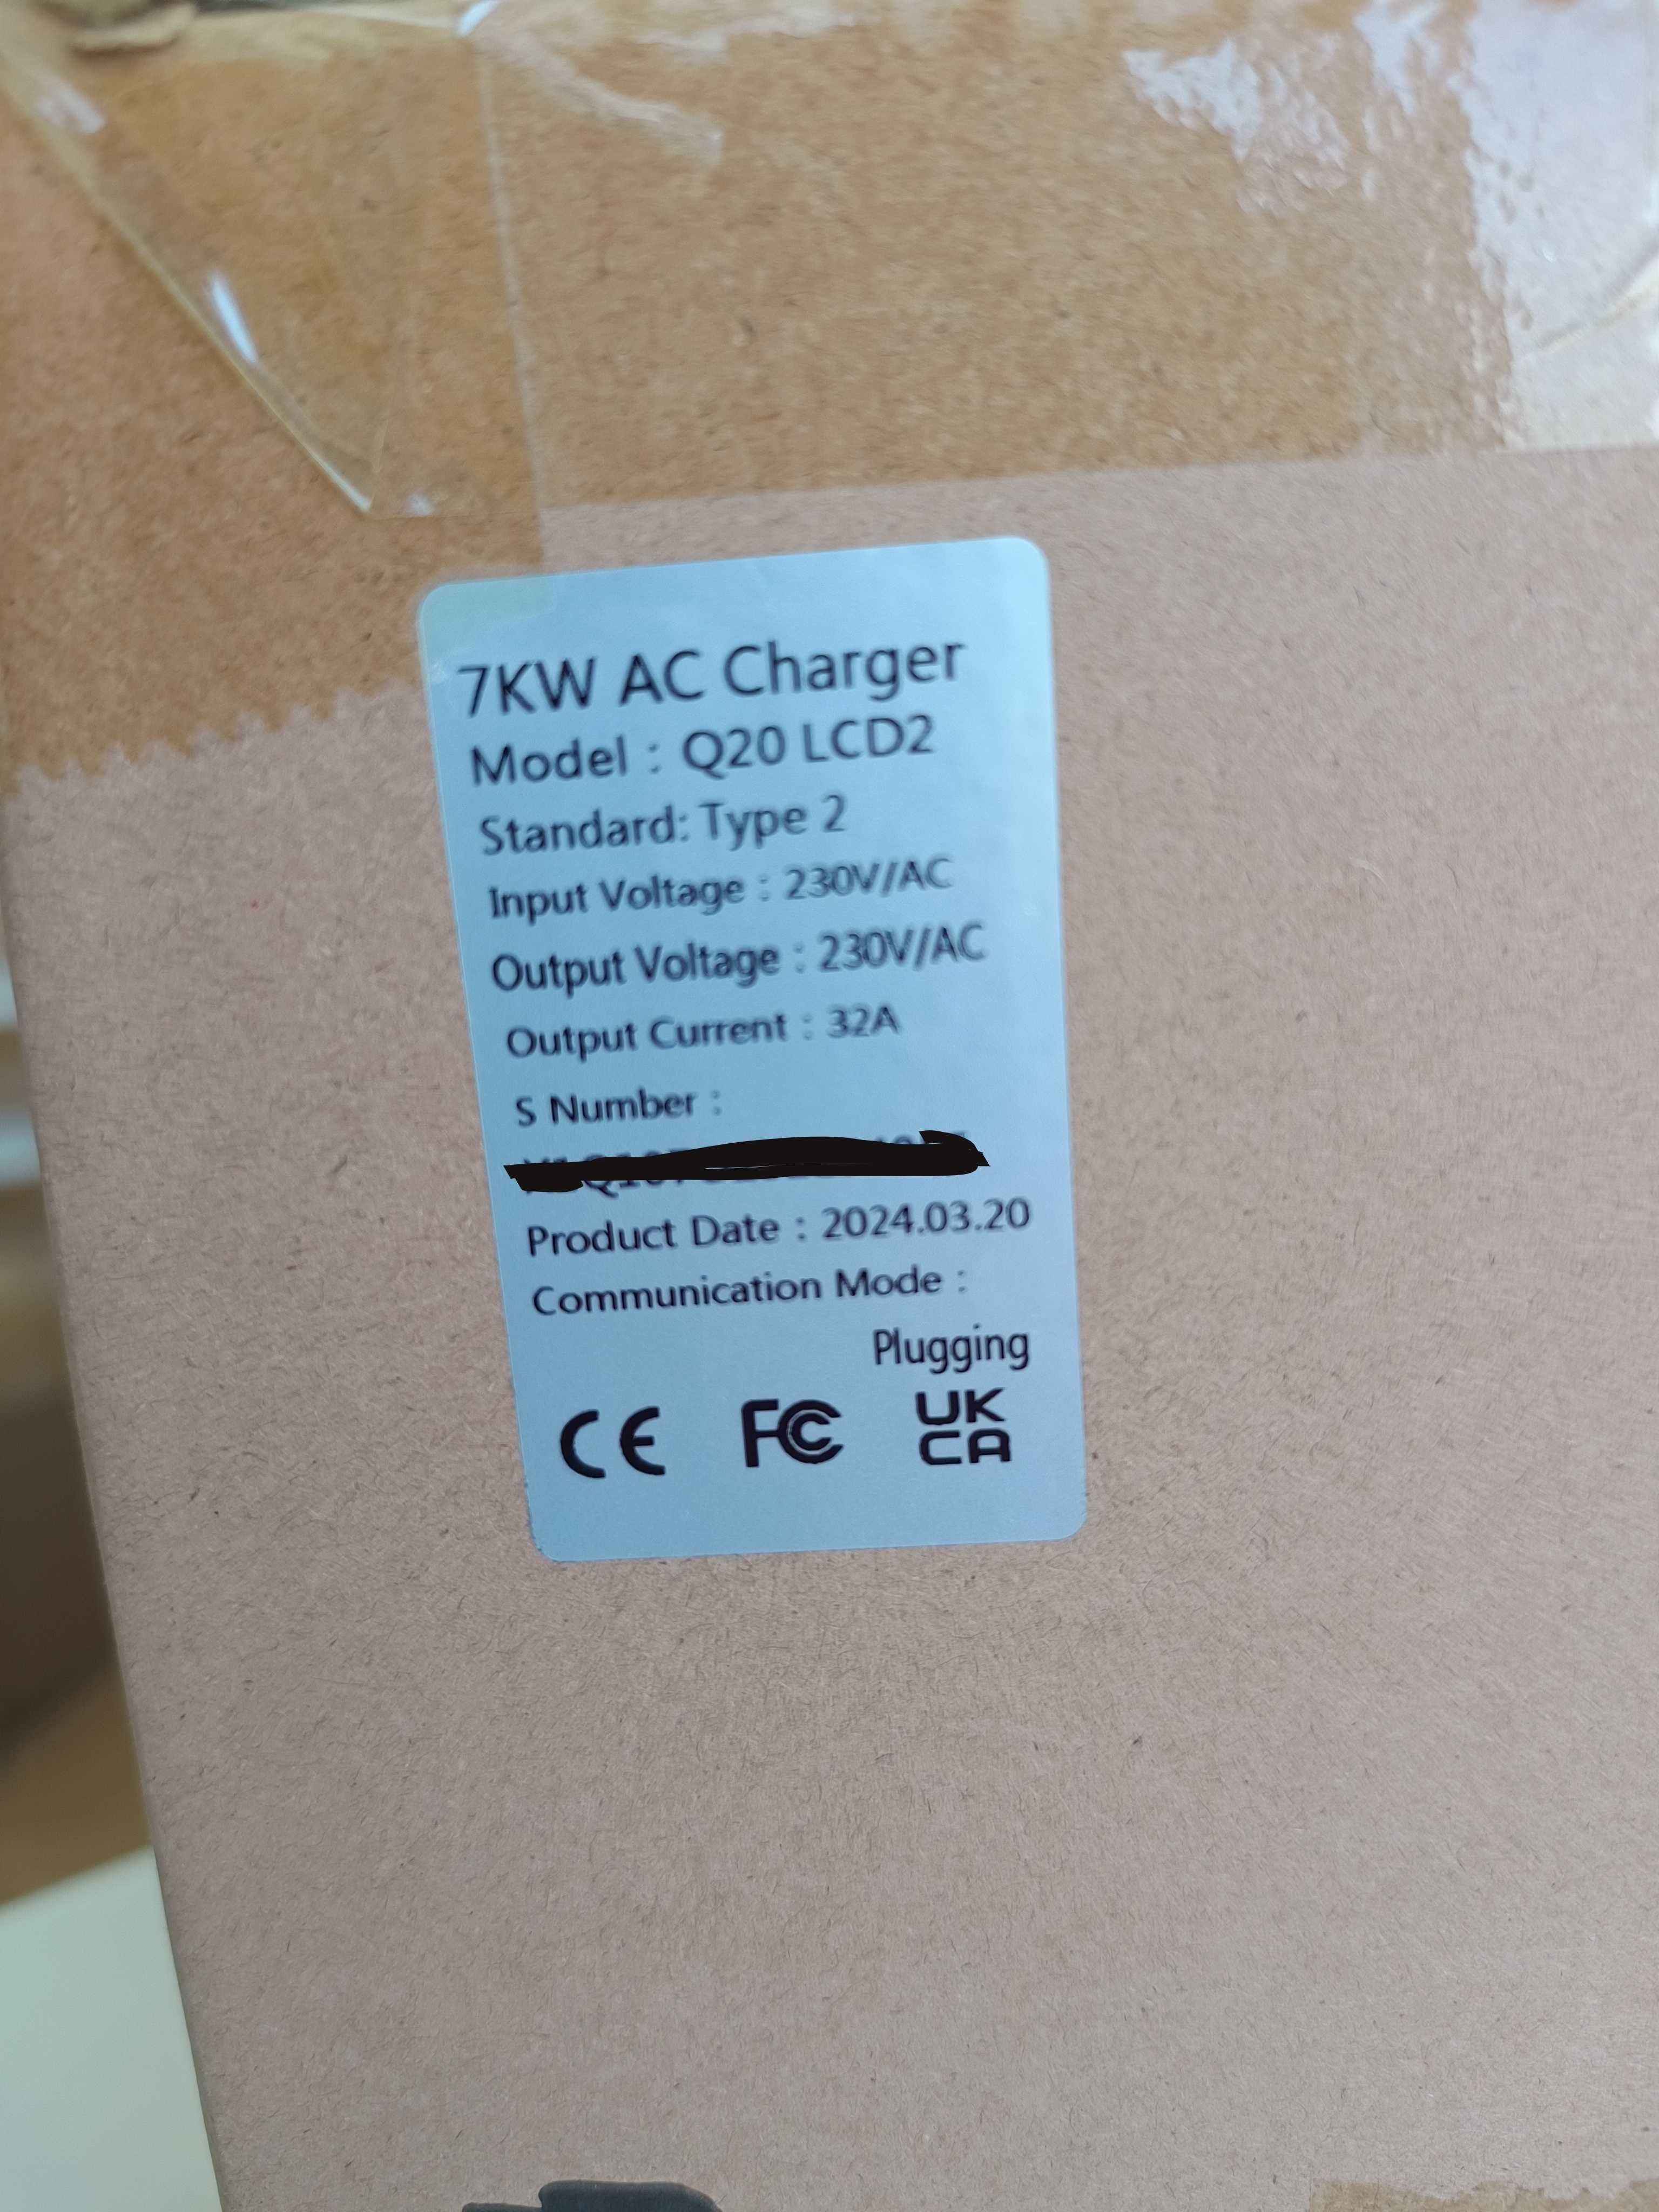 7KW AC Charger
Model : Q20 LCD2
Standard: Type 2
Input Voltage : 230V/AC
Output Voltage : 230V/AC
Output Current : 32A
S Number :
Product Date : 2024.03.20
Communication Mode :
Plugging
CE FC UK
CA